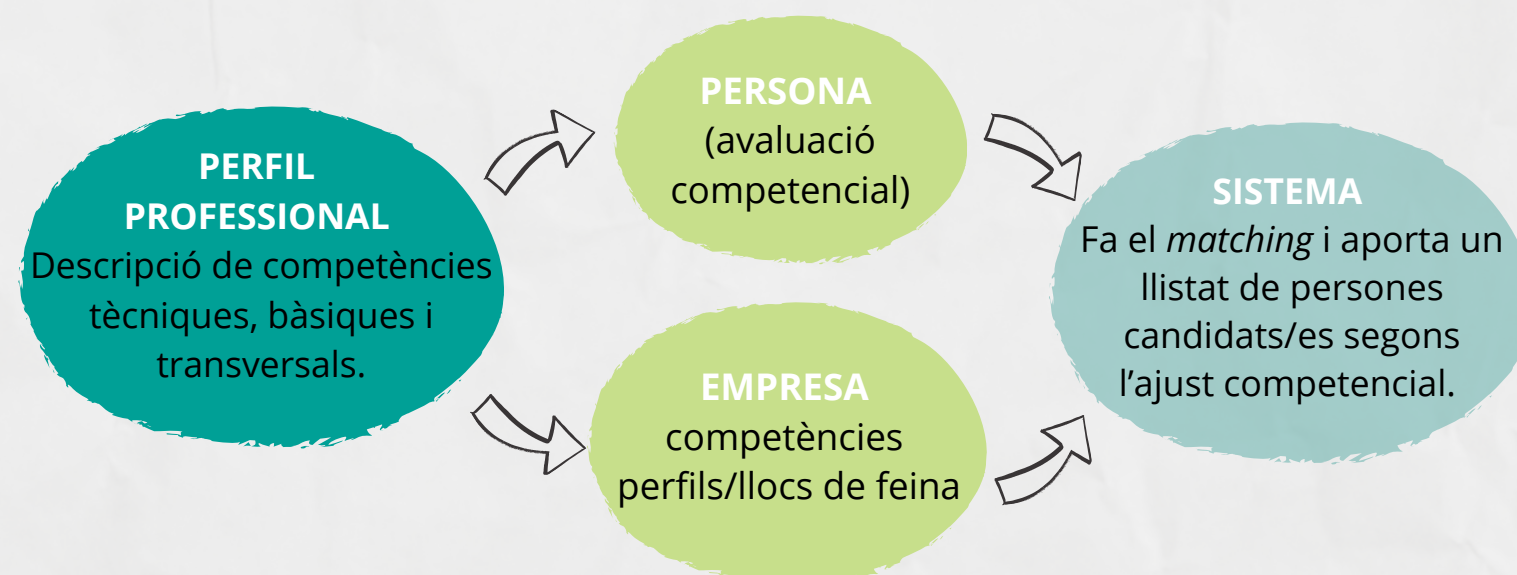 PERFIL
PROFESSIONAL
Descripció de competències
tècniques, bàsiques i
transversals.
PERSONA
(avaluació
competencial)
EMPRESA
competències
perfils/llocs de feina
SISTEMA
Fa el matching i aporta un
llistat de persones
candidats/es segons
l'ajust competencial.